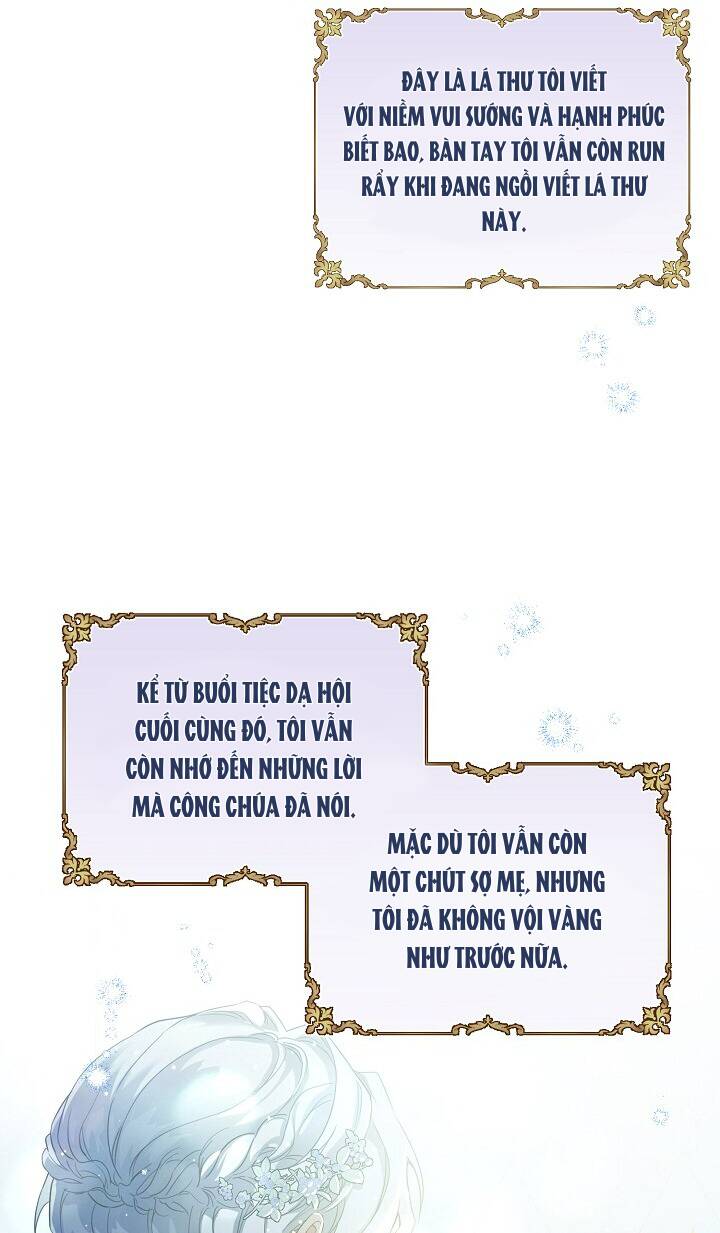 ĐÂY LÀ LÁ THƯ TÔI VIẾT
VỚI NIỀM VUI SƯỚNG VÀ HẠNH PHÚC
BIẾT BAO, BÀN TAY TÔI VẪN CÒN RUN
RẨY KHI ĐANG NGỒI VIẾT LÁ THƯ
NÀY.
KỂ TỪ BUỔI TIỆC DẠ HỘI
CUỐI CÙNG ĐÓ, TÔI VẪN
CÒN NHỚ ĐẾN NHỮNG LỜI
MÀ CÔNG CHÚA ĐÃ NÓI.
MẶC DÙ TÔI VẪN CÒN
MỘT CHÚT SỢ MẸ, NHƯNG
TÔI ĐÃ KHÔNG VỘI VÀNG
NHƯ TRƯỚC NỮA.